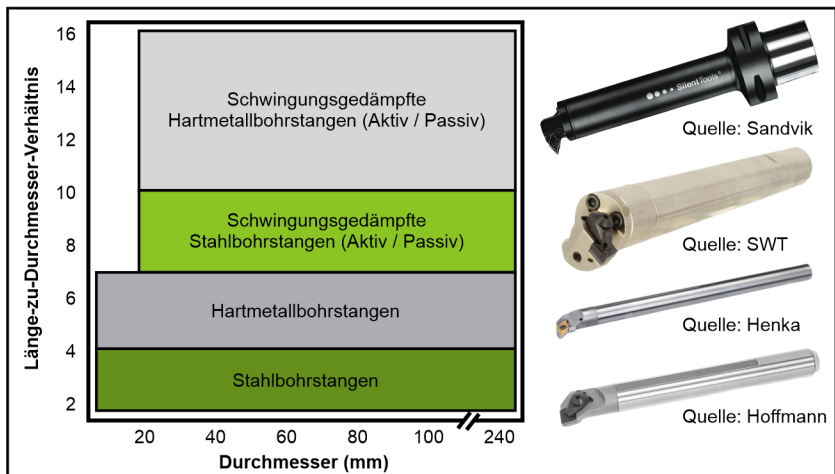 Länge-zu-Durchmesser-Verhältnis
16
14
12
10
8
6
4
2
Schwingungsgedämpfte
Hartmetallbohrstangen (Aktiv / Passiv)
Schwingungsgedämpfte
Stahlbohrstangen (Aktiv / Passiv)
Hartmetallbohrstangen
Stahlbohrstangen
20 40 60 80 100 240
Durchmesser (mm)
SilentTools®
Quelle: Sandvik
Quelle: SWT
Quelle: Henka
Quelle: Hoffmann